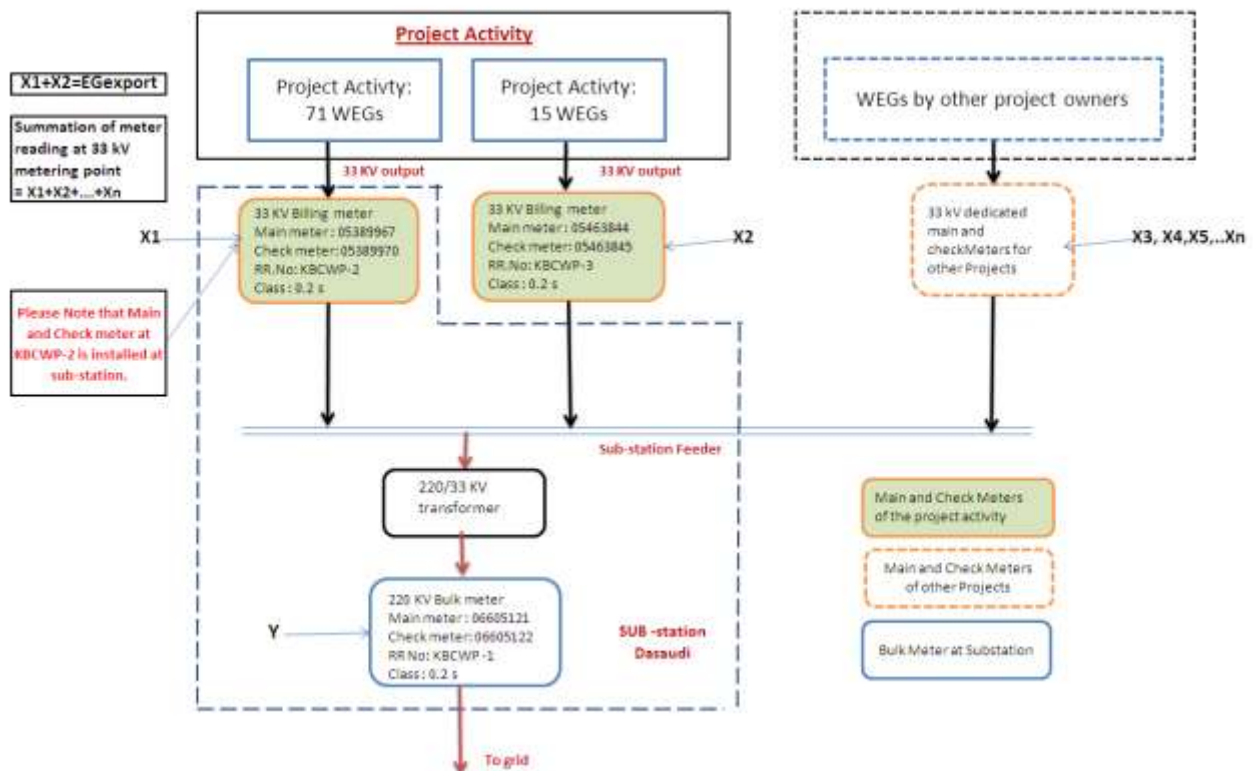 Project Activity
Project Activty:
71 WEGs
Project Activty:
15 WEGs
WEGs by other project owners
X1+X2=EGexport
Summation of meter
reading at 33 kV
metering point
= X1+X2+....+Xn
33 KV output
33 KV output
X1
33 KV Billing meter
Main meter : 05389967
Check meter: 05389970
RR.No: KBCWP-2
Class : 0.2 s
33 KV Billing meter
Main meter : 05463844
Check meter: 05463845
RR.No: KBCWP-3
Class : 0.2 s
X2
33 kV dedicated
main and
checkMeters for
other Projects
X3, X4,X5,..Xn
Please Note that Main
and Check meter at
KBCWP-2 is installed at
sub-station.
Sub-station Feeder
220/33 KV
transformer
Main and Check Meters
of the project activity
Main and Check Meters
of other Projects
Y
220 KV Bulk meter
Main meter : 06605121
Check meter: 06605122
RR No: KBCWP -1
Class : 0.2 s
SUB -station
Dasaudi
Bulk Meter at Substation
To grid